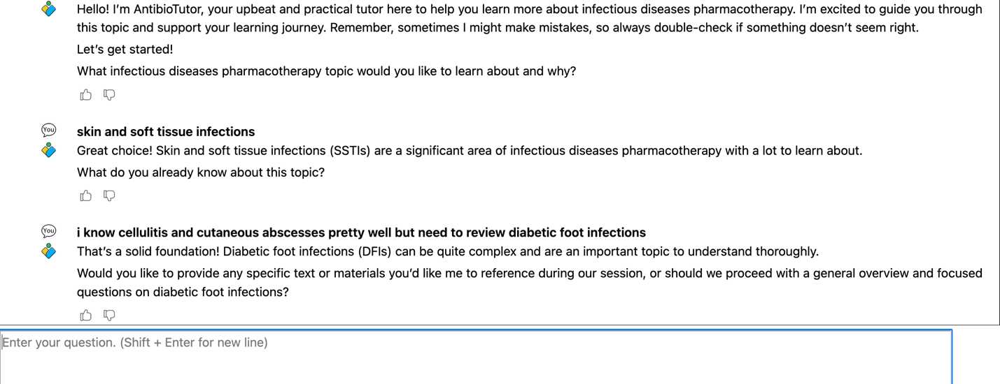 Hello! I'm AntibioTutor, your upbeat and practical tutor here to help you learn more about infectious diseases pharmacotherapy. I'm excited to guide you through
this topic and support your learning journey. Remember, sometimes I might make mistakes, so always double-check if something doesn't seem right.
Let's get started!
What infectious diseases pharmacotherapy topic would you like to learn about and why?
You
skin and soft tissue infections
Great choice! Skin and soft tissue infections (SSTIs) are a significant area of infectious diseases pharmacotherapy with a lot to learn about.
What do you already know about this topic?
You
i know cellulitis and cutaneous abscesses pretty well but need to review diabetic foot infections
That's a solid foundation! Diabetic foot infections (DFIs) can be quite complex and are an important topic to understand thoroughly.
Would you like to provide any specific text or materials you'd like me to reference during our session, or should we proceed with a general overview and focused
questions on diabetic foot infections?
Enter your question. (Shift + Enter for new line)